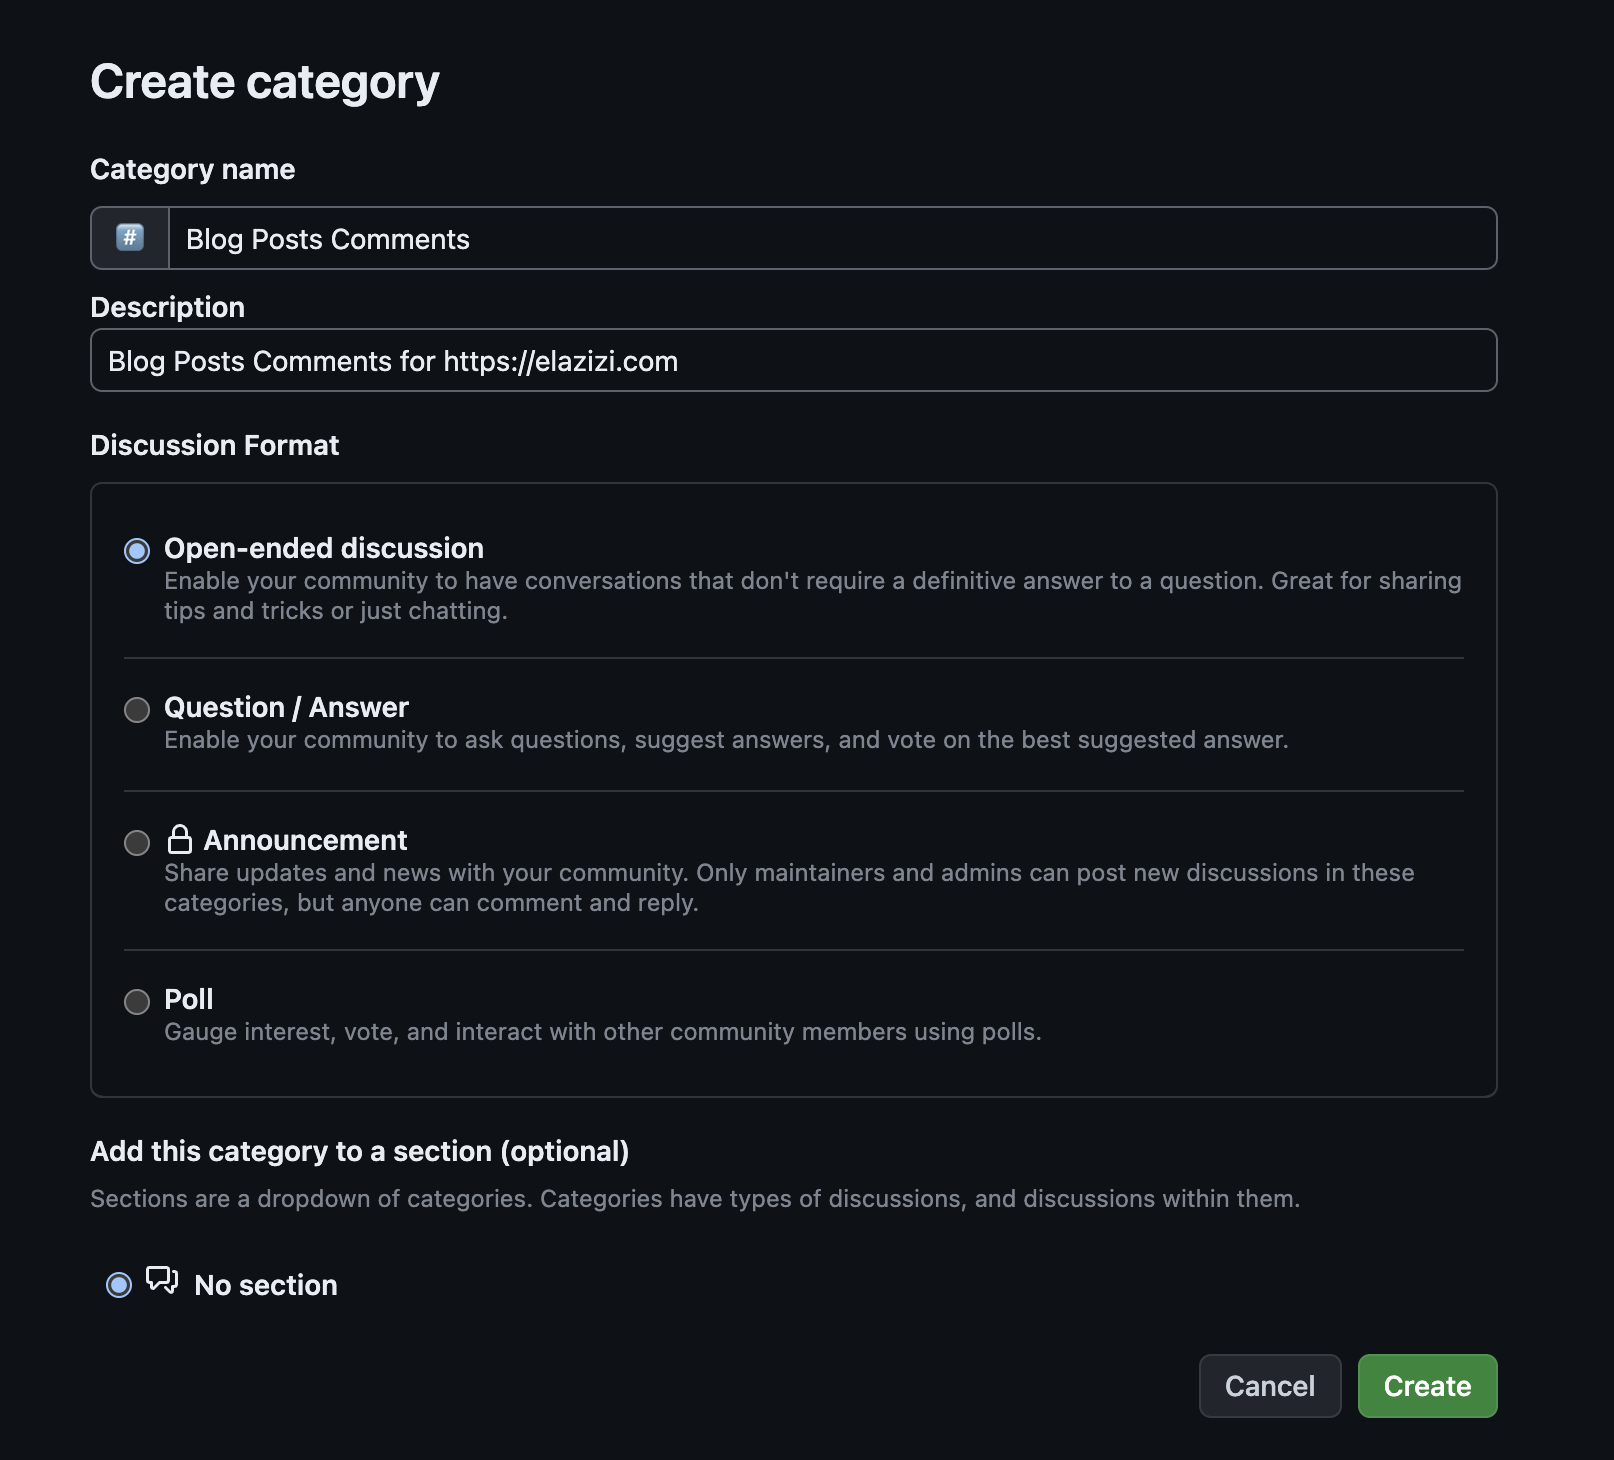 Create category
Category name
# Blog Posts Comments
Description
Blog Posts Comments for https://elazizi.com
Discussion Format
Open-ended discussion
Enable your community to have conversations that don't require a definitive answer to a question. Great for sharing
tips and tricks or just chatting.
Question / Answer
Enable your community to ask questions, suggest answers, and vote on the best suggested answer.
Announcement
Share updates and news with your community. Only maintainers and admins can post new discussions in these
categories, but anyone can comment and reply.
Poll
Gauge interest, vote, and interact with other community members using polls.
Add this category to a section (optional)
Sections are a dropdown of categories. Categories have types of discussions, and discussions within them.
No section
Cancel Create